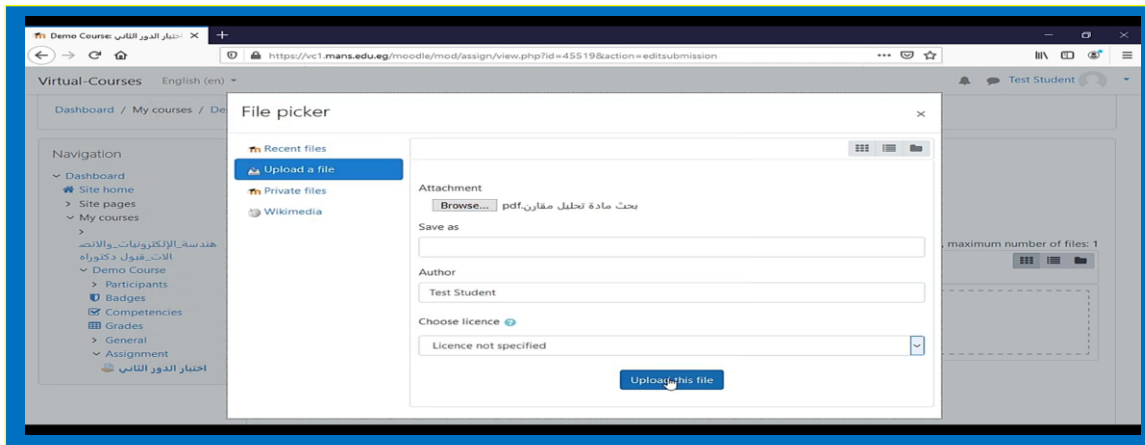 Demo Course: اختبار الدور الثاني
https://vc1.mans.edu.eg/moodle/mod/assign/view.php?id=45519&action=editsubmission
Virtual-Courses English (en)
Test Student
Dashboard / My courses / De
File picker
Navigation
Dashboard
Site home
Site pages
My courses
هندسة_الإلكترونيات_والاتص
الات_قبول دكتوراه
Demo Course
Participants
Badges
Competencies
Grades
General
Assignment
اختبار الدور الثاني
Recent files
Upload a file
Private files
Wikimedia
Attachment
Browse... بحث مادة تحليل مقارن.pdf
Save as
Author
Test Student
Choose licence
Licence not specified
Upload this file
, maximum number of files: 1